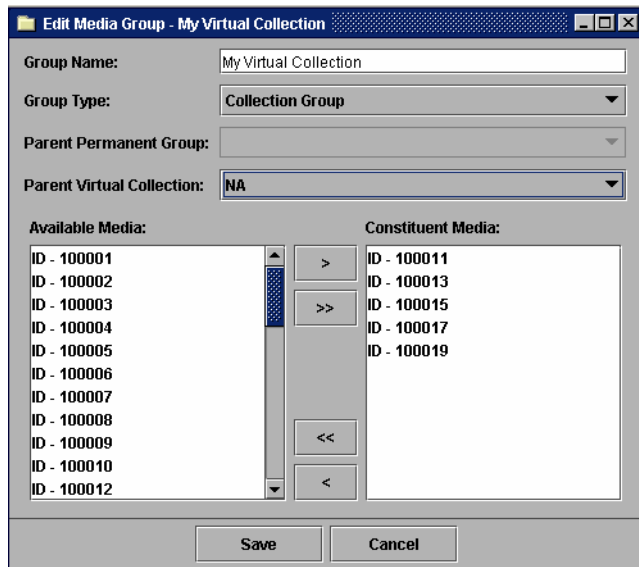 Edit Media Group - My Virtual Collection
Group Name: My Virtual Collection
Group Type: Collection Group
Parent Permanent Group:
Parent Virtual Collection: NA
Available Media:
ID - 100001
ID - 100002
ID - 100003
ID - 100004
ID - 100005
ID - 100006
ID - 100007
ID - 100008
ID - 100009
ID - 100010
ID - 100012
>
>>
<<
<
Constituent Media:
ID - 100011
ID - 100013
ID - 100015
ID - 100017
ID - 100019
Save Cancel